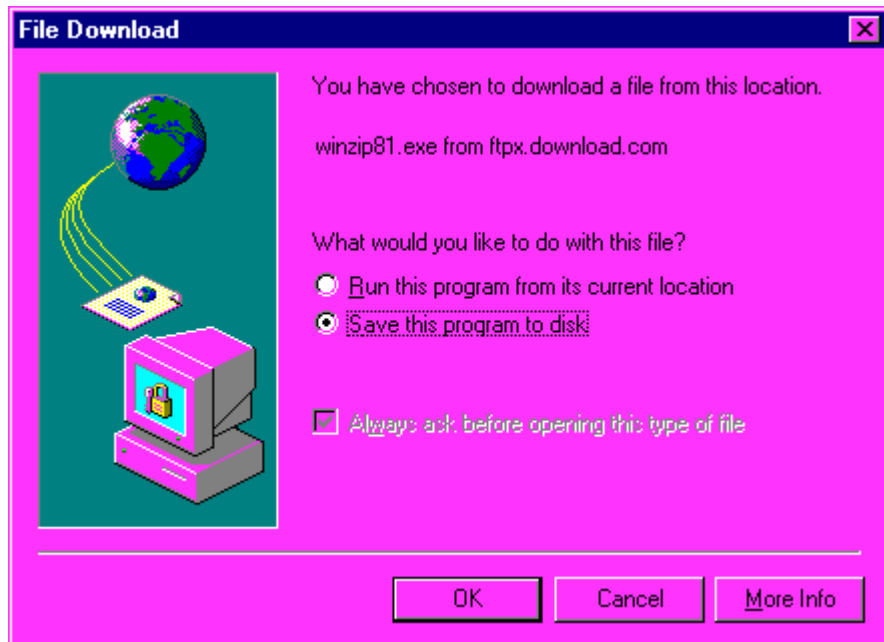 File Download
You have chosen to download a file from this location.
winzip81.exe from ftpx.download.com
What would you like to do with this file?
Run this program from its current location
Save this program to disk
Always ask before opening this type of file
OK
Cancel
More Info